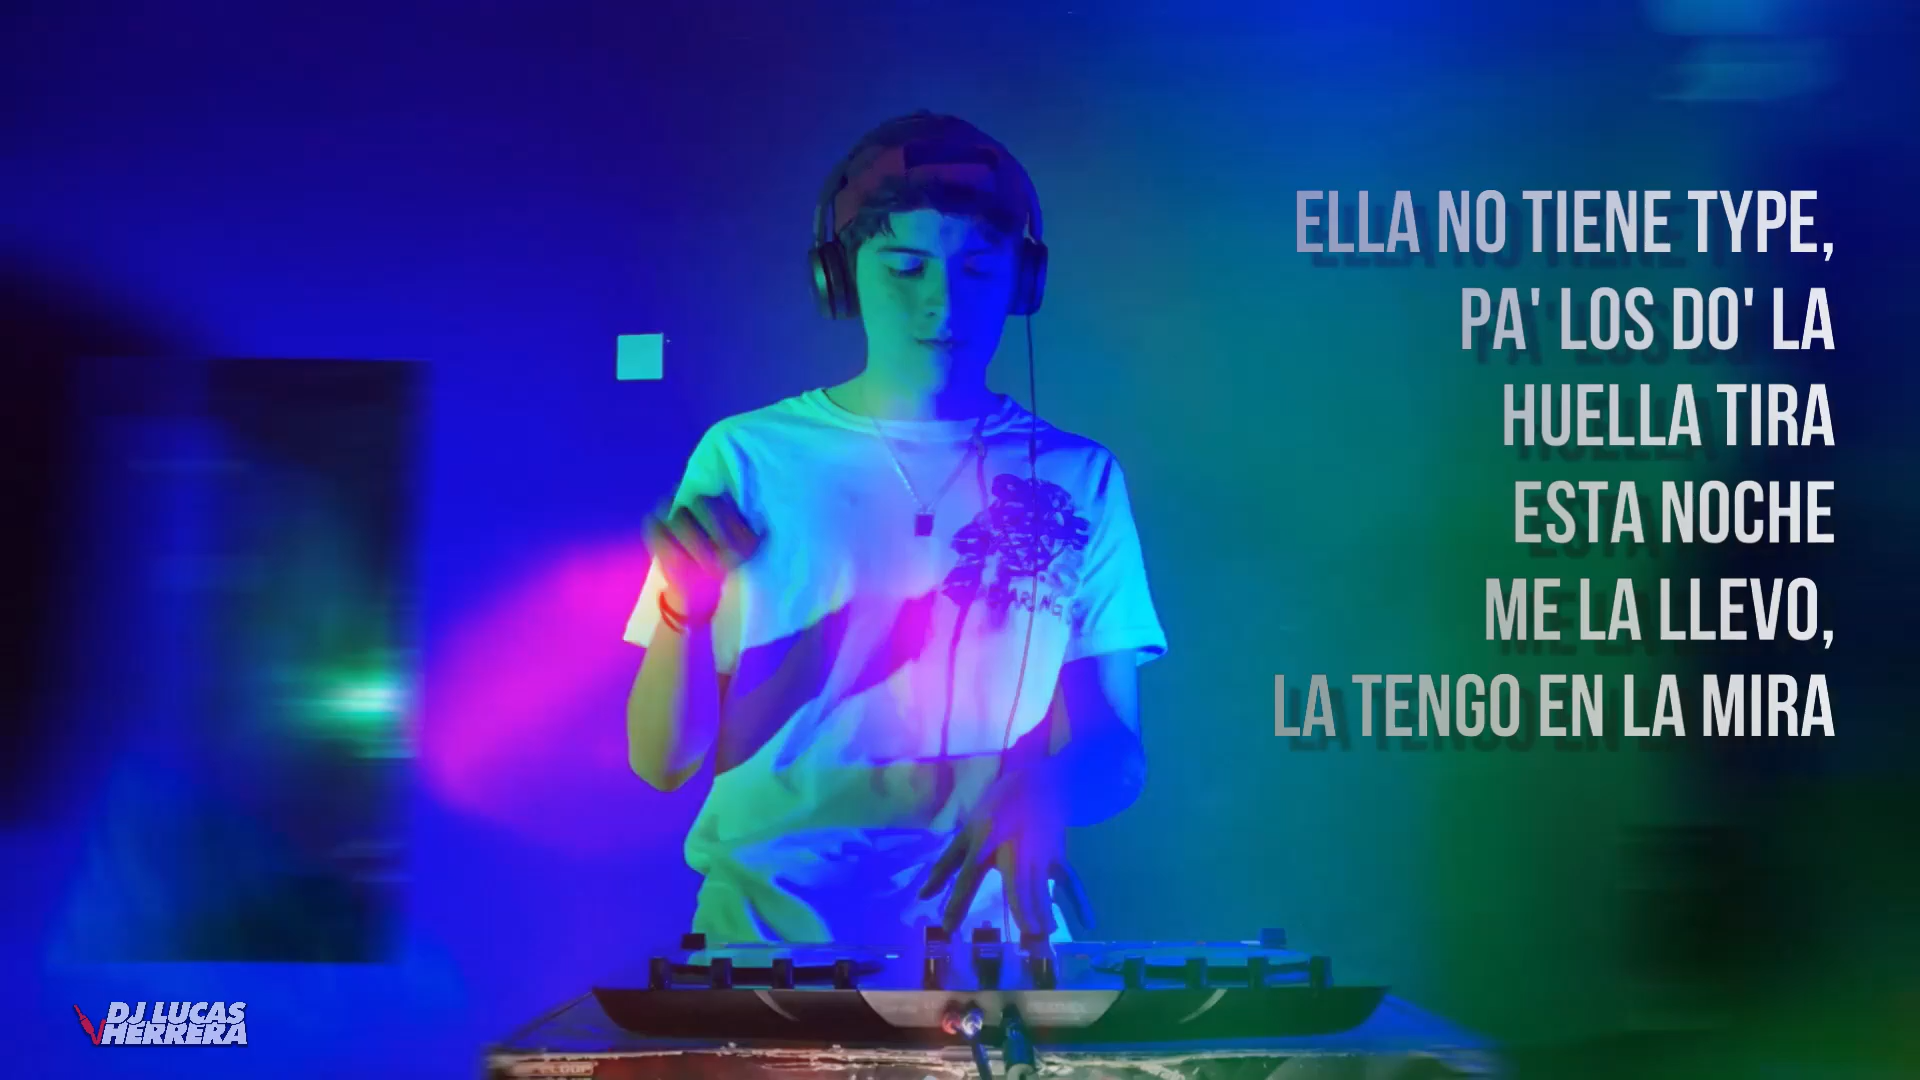 ELLA NO TIENE TYPE,
PA' LOS DO' LA
HUELLA TIRA
ESTA NOCHE
ME LA LLEVO,
LA TENGO EN LA MIRA
DJ LUCAS
HERRERA